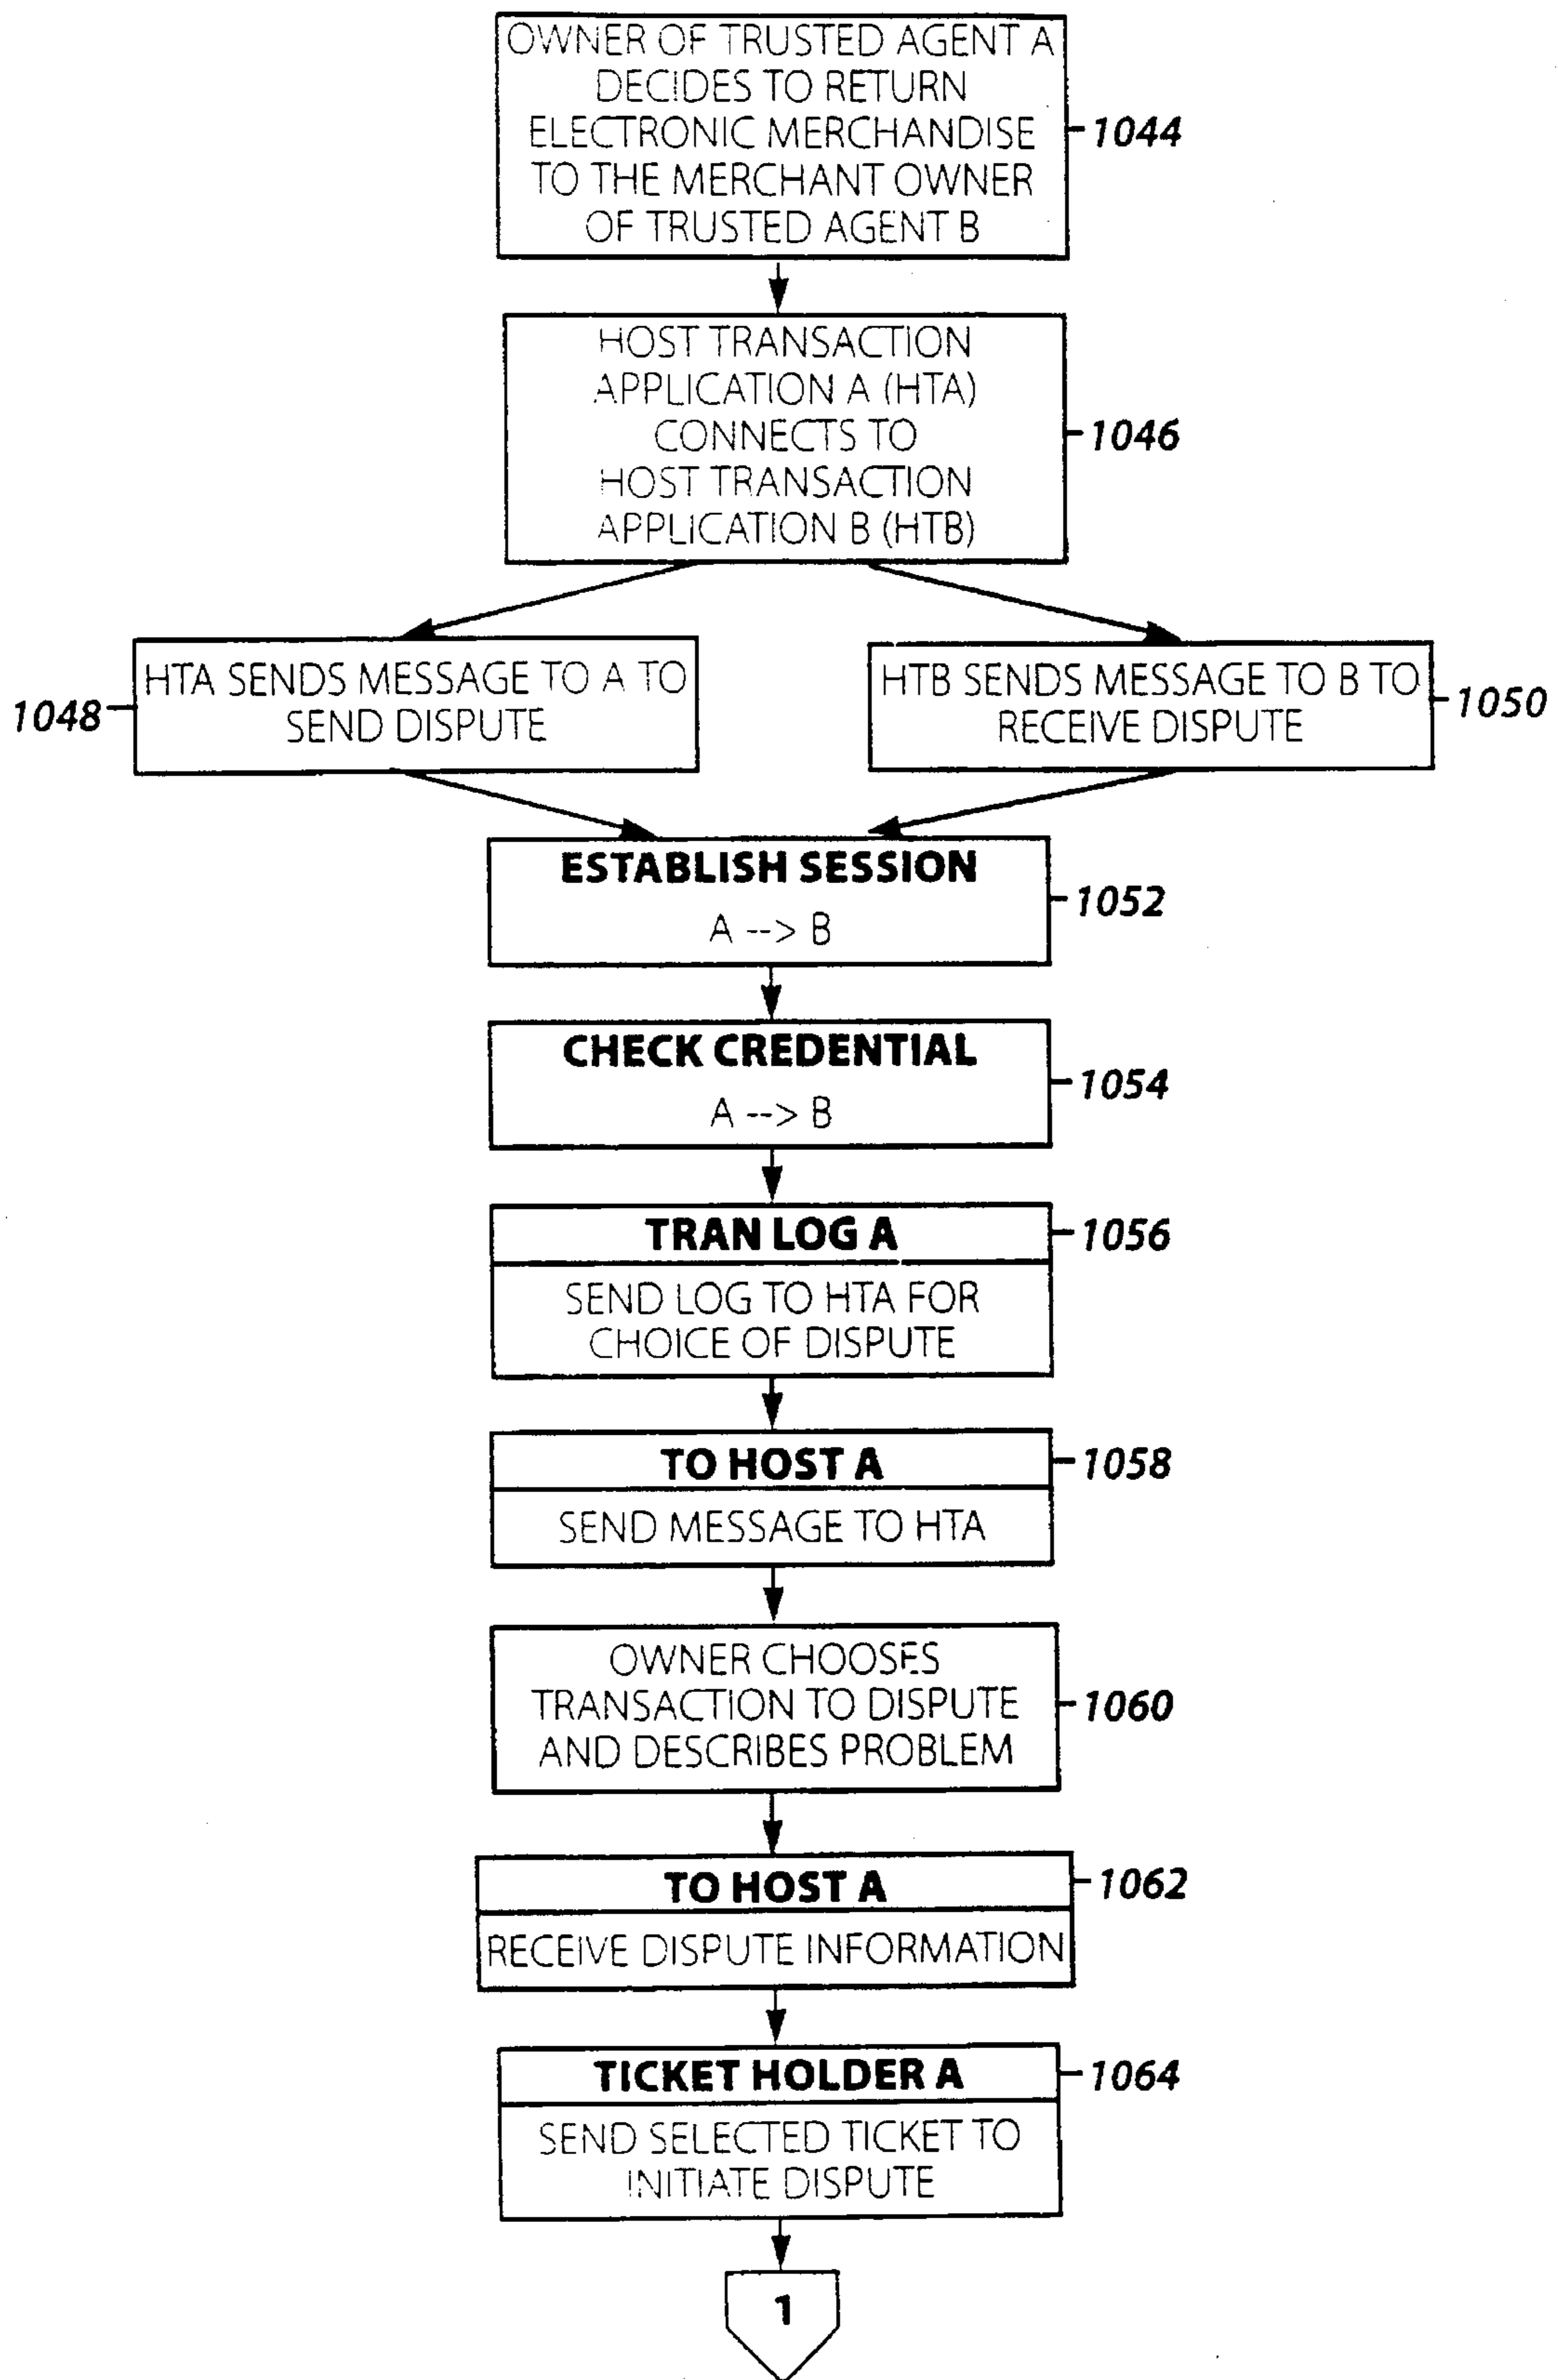 OWNER OF TRUSTED AGENT A
DECIDES TO RETURN
ELECTRONIC MERCHANDISE
TO THE MERCHANT OWNER
OF TRUSTED AGENT B
1044
HOST TRANSACTION
APPLICATION A (HTA)
CONNECTS TO
HOST TRANSACTION
APPLICATION B (HTB)
1046
HTA SENDS MESSAGE TO A TO
SEND DISPUTE
1048
HTB SENDS MESSAGE TO B TO
RECEIVE DISPUTE
1050
ESTABLISH SESSION
A --> B
1052
CHECK CREDENTIAL
A --> B
1054
TRAN LOG A
1056
SEND LOG TO HTA FOR
CHOICE OF DISPUTE
TO HOST A
1058
SEND MESSAGE TO HTA
OWNER CHOOSES
TRANSACTION TO DISPUTE
AND DESCRIBES PROBLEM
1060
TO HOST A
1062
RECEIVE DISPUTE INFORMATION
TICKET HOLDER A
1064
SEND SELECTED TICKET TO
INITIATE DISPUTE
1